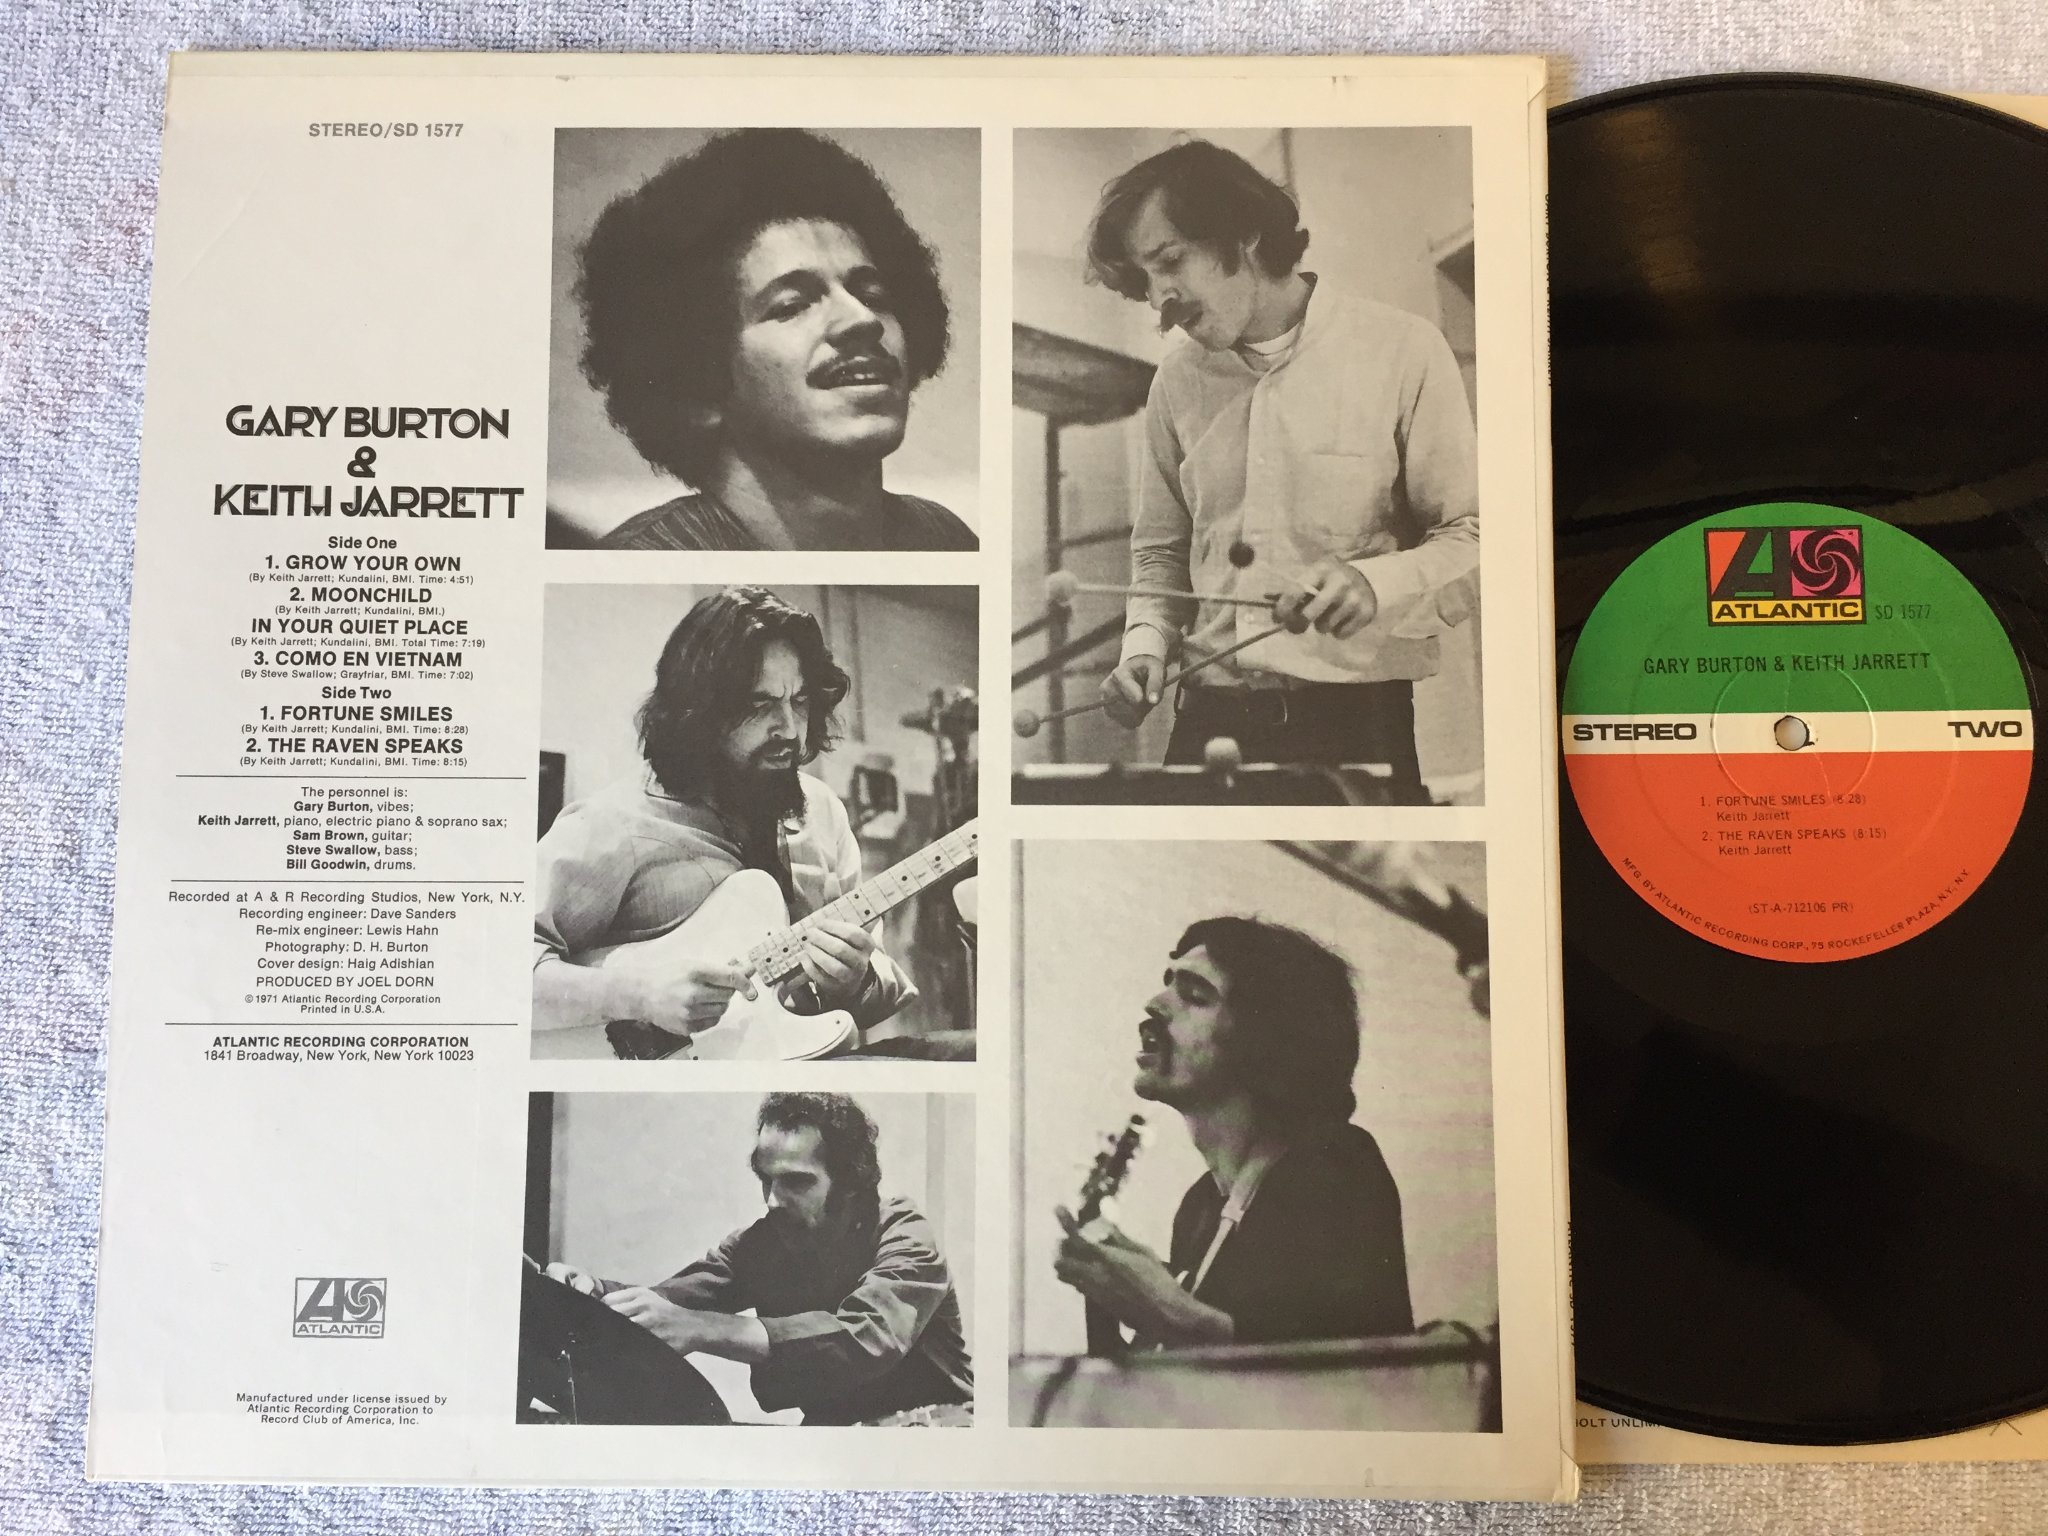 STEREO/SD 1577
GARY BURTON
&
KEITH JARRETT
Side One
1. GROW YOUR OWN
(By Keith Jarrett; Kundalini, BMI. Time: 4:51)
2. MOONCHILD
(By Keith Jarrett; Kundalini, BMI.)
IN YOUR QUIET PLACE
(By Keith Jarrett; Kundalini, BMI. Total Time: 7:19)
3. COMO EN VIETNAM
(By Steve Swallow; Grayfriar, BMI. Time: 7:02)
Side Two
1. FORTUNE SMILES
(By Keith Jarrett; Kundalini, BMI. Time: 8:28)
2. THE RAVEN SPEAKS
(By Keith Jarrett; Kundalini, BMI. Time: 8:15)
The personnel is:
Gary Burton, vibes;
Keith Jarrett, piano, electric piano & soprano sax;
Sam Brown, guitar;
Steve Swallow, bass;
Bill Goodwin, drums.
Recorded at A & R Recording Studios, New York, N.Y.
Recording engineer: Dave Sanders
Re-mix engineer: Lewis Hahn
Photography: D. H. Burton
Cover design: Haig Adishian
PRODUCED BY JOEL DORN
© 1971 Atlantic Recording Corporation
Printed in U.S.A.
ATLANTIC RECORDING CORPORATION
1841 Broadway, New York, New York 10023
ATLANTIC
Manufactured under license issued by
Atlantic Recording Corporation to
Record Club of America, Inc.
ATLANTIC
SD 1577
GARY BURTON & KEITH JARRETT
STEREO TWO
1. FORTUNE SMILES (8:28)
Keith Jarrett
2. THE RAVEN SPEAKS (8:15)
Keith Jarrett
(ST-A-712106 PR)
MFG. BY ATLANTIC RECORDING CORP., 75 ROCKEFELLER PLAZA, N.Y., N.Y.